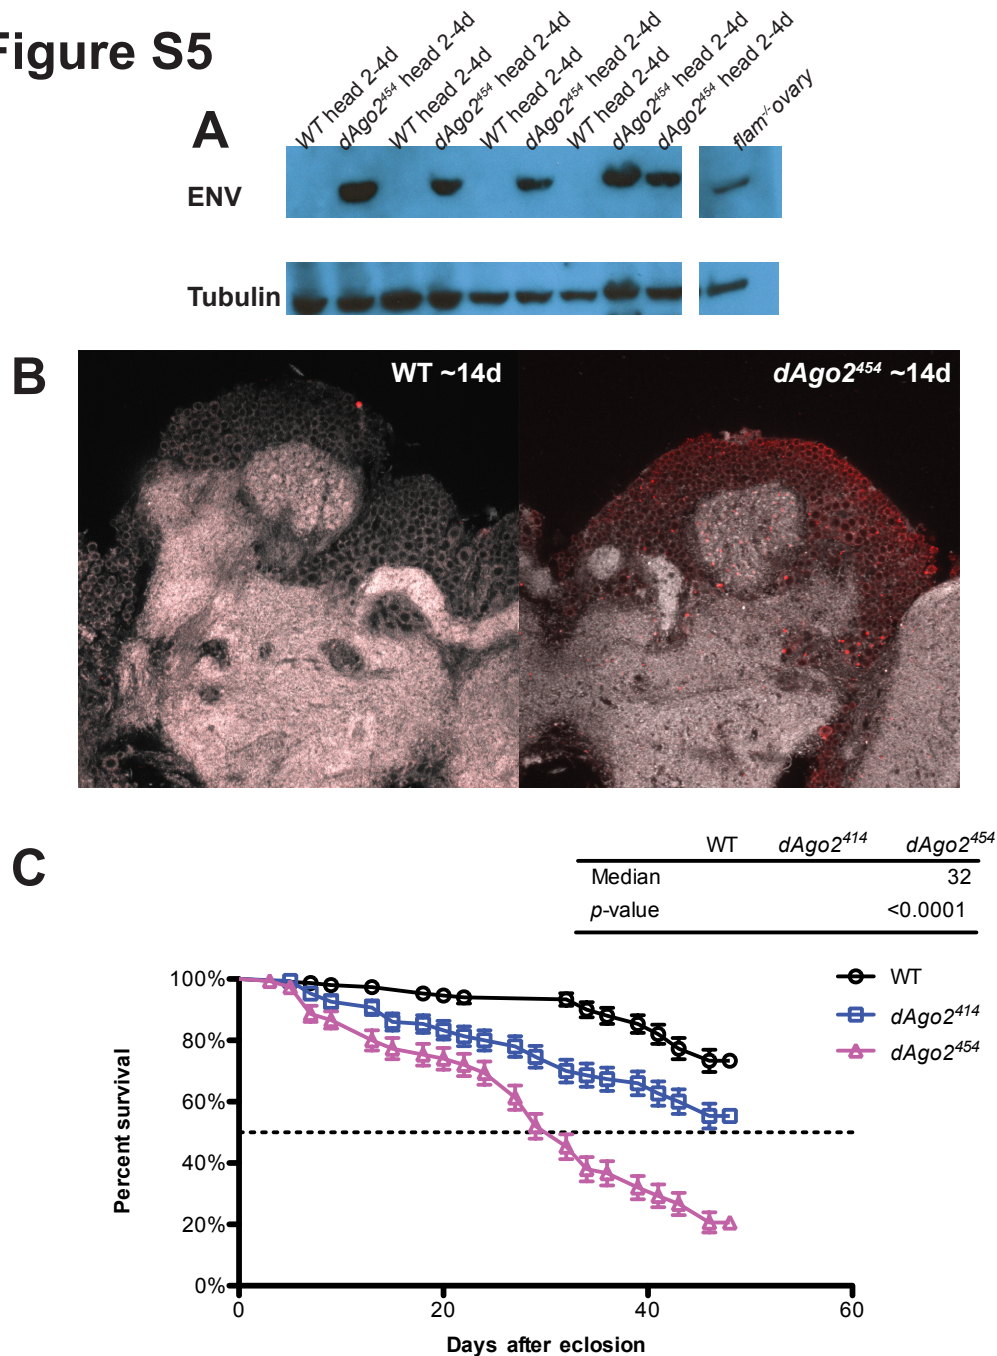 Figure S5
A
WT head 2-4d
dAgo2454 head 2-4d
WT head 2-4d
dAgo2454 head 2-4d
WT head 2-4d
dAgo2454 head 2-4d
WT head 2-4d
dAgo2454 head 2-4d
dAgo2454 head 2-4d
flam-/- ovary
ENV
Tubulin
B
WT ~14d
dAgo2454 ~14d
C
WT dAgo2414 dAgo2454
Median 32
p-value <0.0001
WT
dAgo2414
dAgo2454
100%
80%
60%
40%
20%
0%
Percent survival
0 20 40 60
Days after eclosion